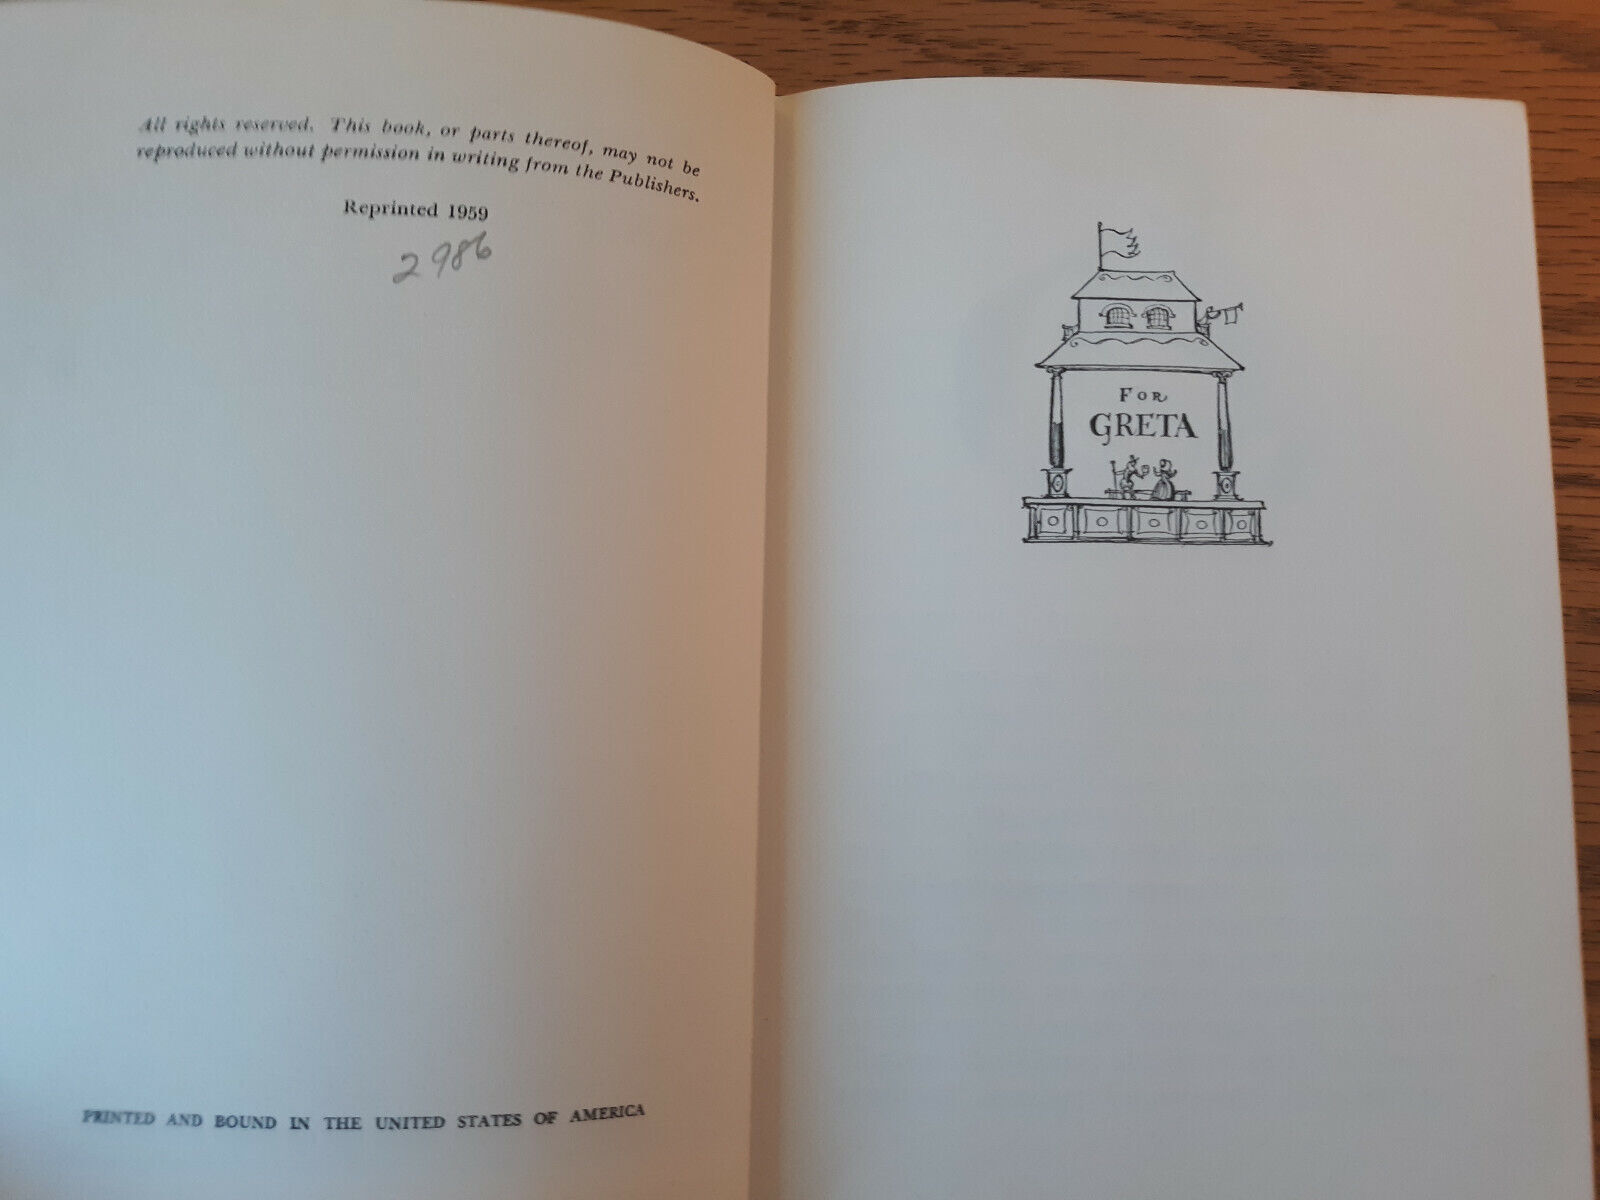 All rights reserved. This book, or parts thereof, may not be
reproduced without permission in writing from the Publishers.
Reprinted 1959
2986
PRINTED AND BOUND IN THE UNITED STATES OF AMERICA
FOR
GRETA